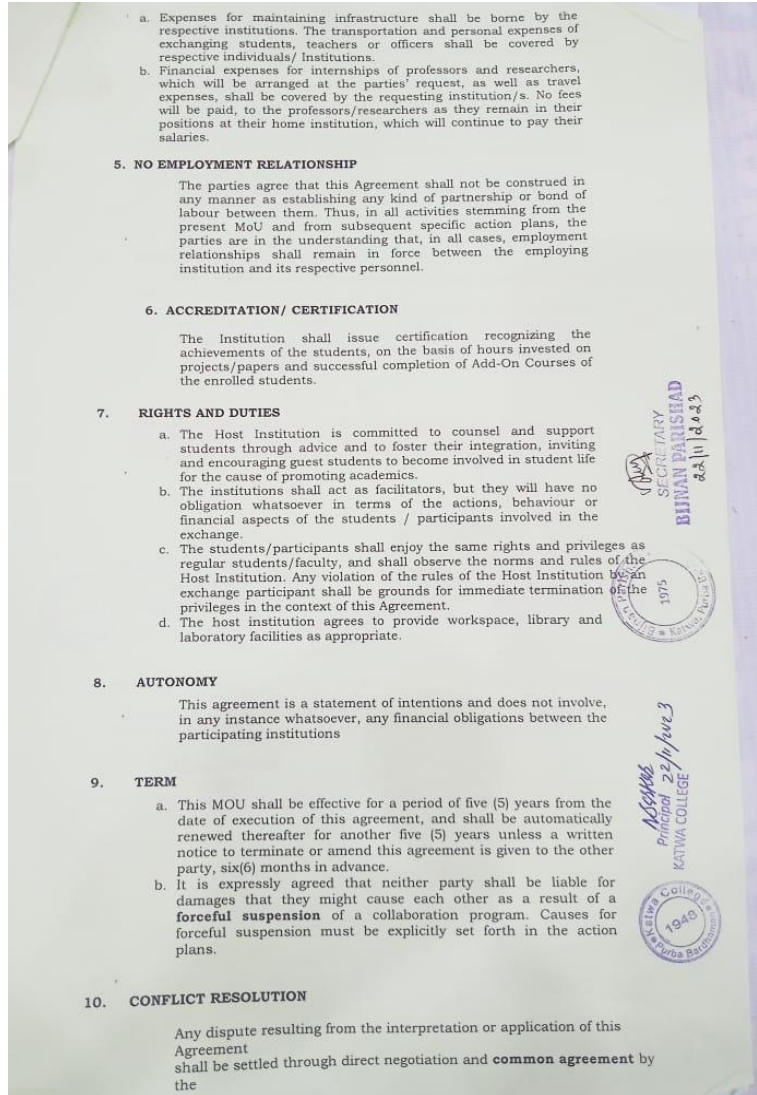 a. Expenses for maintaining infrastructure shall be borne by the
respective institutions. The transportation and personal expenses of
exchanging students, teachers or officers shall be covered by
respective individuals/ Institutions.
b. Financial expenses for internships of professors and researchers,
which will be arranged at the parties' request, as well as travel
expenses, shall be covered by the requesting institution/s. No fees
will be paid, to the professors/researchers as they remain in their
positions at their home institution, which will continue to pay their
salaries.
5. NO EMPLOYMENT RELATIONSHIP
The parties agree that this Agreement shall not be construed in
any manner as establishing any kind of partnership or bond of
labour between them. Thus, in all activities stemming from the
present MoU and from subsequent specific action plans, the
parties are in the understanding that, in all cases, employment
relationships shall remain in force between the employing
institution and its respective personnel.
6. ACCREDITATION/ CERTIFICATION
The Institution shall issue certification recognizing the
achievements of the students, on the basis of hours invested on
projects/papers and successful completion of Add-On Courses of
the enrolled students.
7. RIGHTS AND DUTIES
a. The Host Institution is committed to counsel and support
students through advice and to foster their integration, inviting
and encouraging guest students to become involved in student life
for the cause of promoting academics.
b. The institutions shall act as facilitators, but they will have no
obligation whatsoever in terms of the actions, behaviour or
financial aspects of the students / participants involved in the
exchange.
c. The students/participants shall enjoy the same rights and privileges as
regular students/faculty, and shall observe the norms and rules of the
Host Institution. Any violation of the rules of the Host Institution by an
exchange participant shall be grounds for immediate termination of the
privileges in the context of this Agreement.
d. The host institution agrees to provide workspace, library and
laboratory facilities as appropriate.
SECRETARY
BIJNAN PARISHAD
22/11/2023
1975
Katwa, Purba
8. AUTONOMY
This agreement is a statement of intentions and does not involve,
in any instance whatsoever, any financial obligations between the
participating institutions
9. TERM
a. This MOU shall be effective for a period of five (5) years from the
date of execution of this agreement, and shall be automatically
renewed thereafter for another five (5) years unless a written
notice to terminate or amend this agreement is given to the other
party, six(6) months in advance.
b. It is expressly agreed that neither party shall be liable for
damages that they might cause each other as a result of a
forceful suspension of a collaboration program. Causes for
forceful suspension must be explicitly set forth in the action
plans.
Principal 22/11/2023
KATWA COLLEGE
Katwa College
1948
Purba Bardhaman
10. CONFLICT RESOLUTION
Any dispute resulting from the interpretation or application of this
Agreement
shall be settled through direct negotiation and common agreement by
the